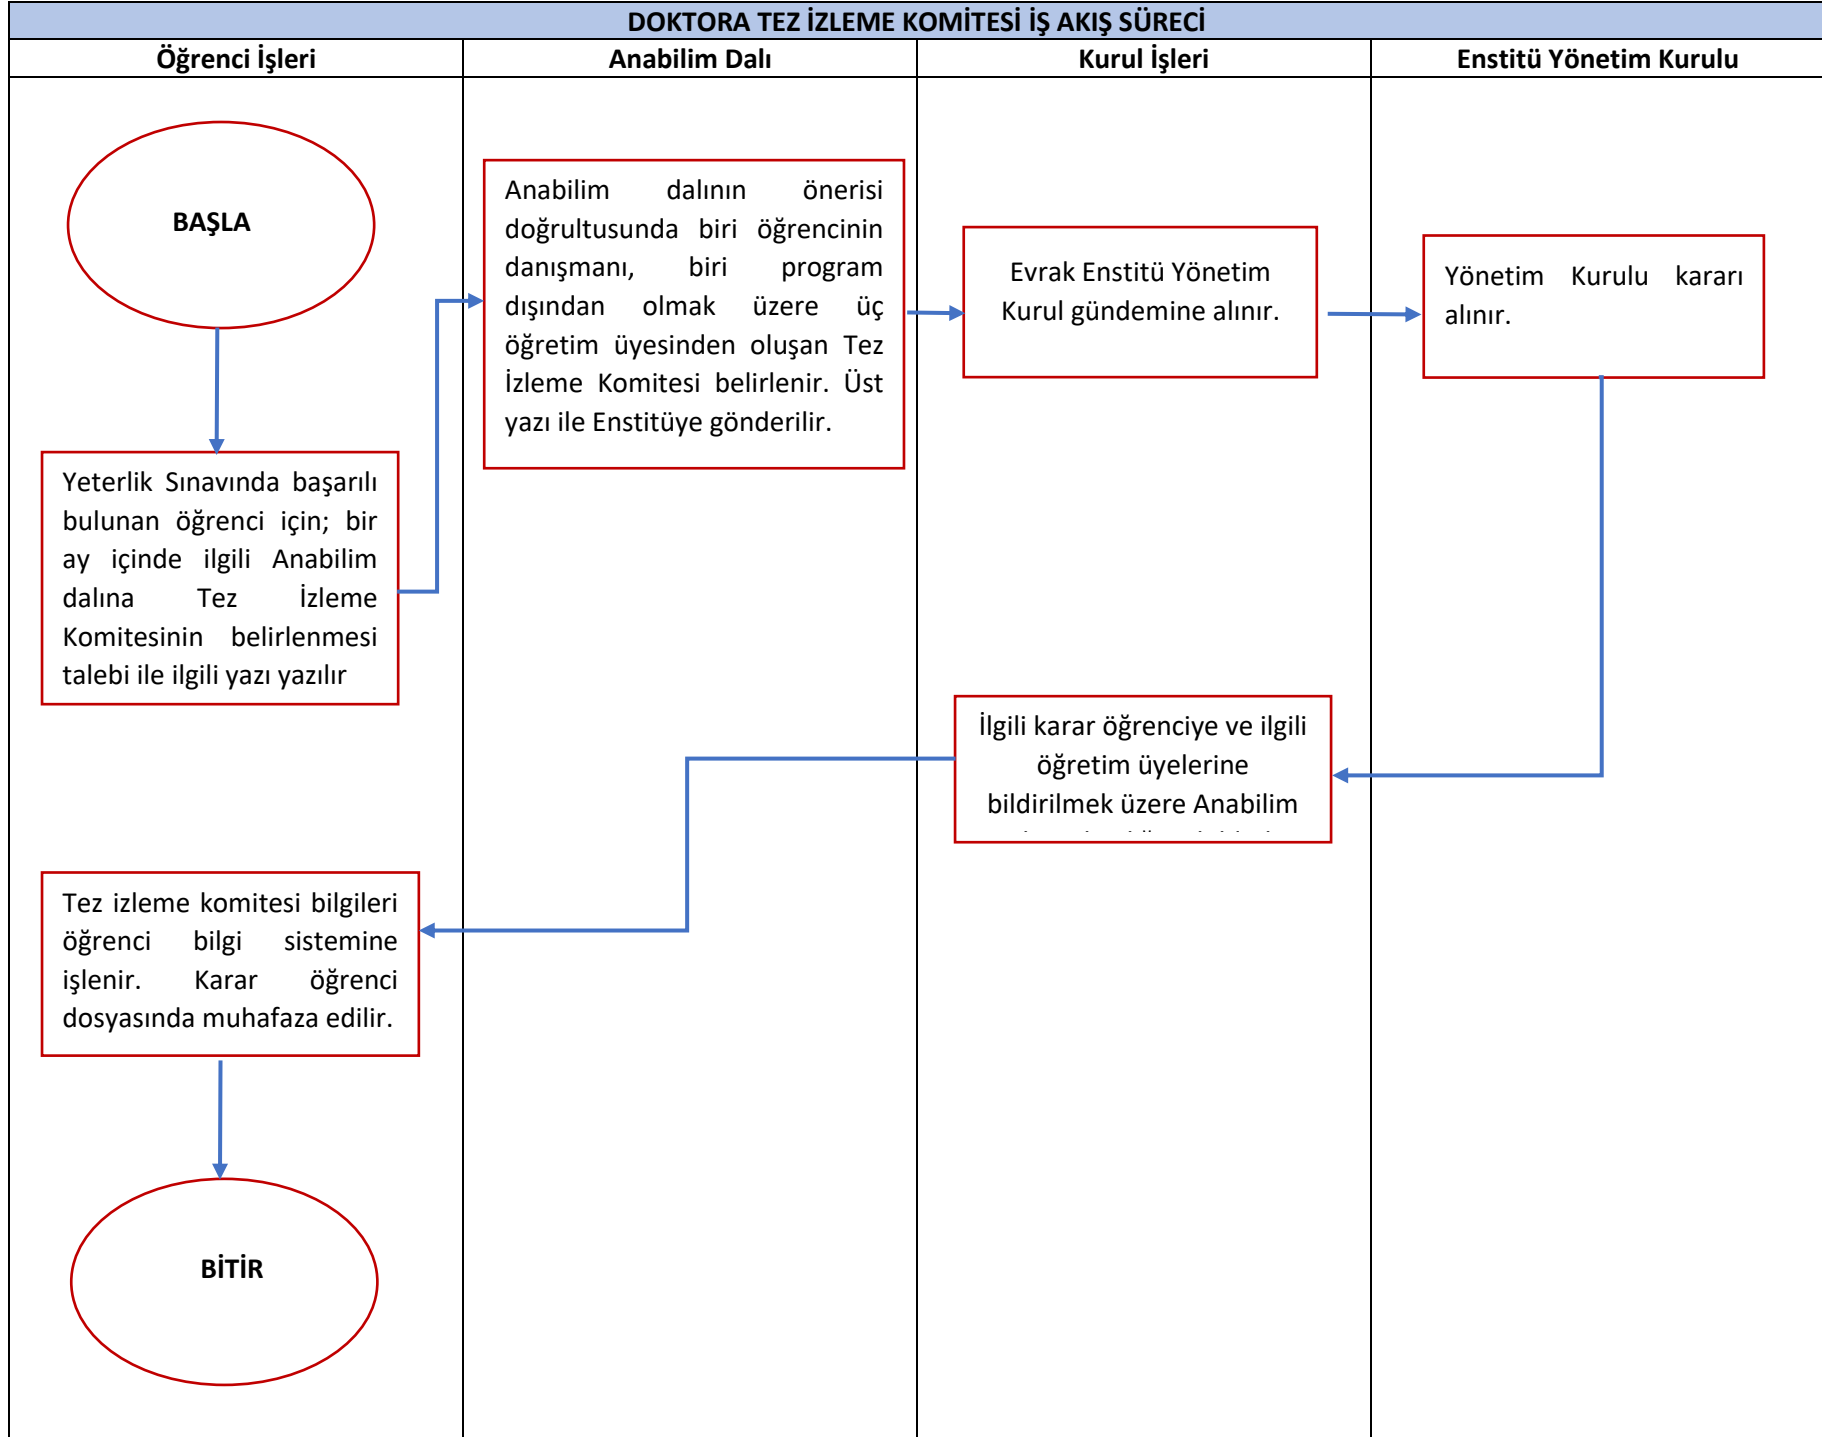 DOKTORA TEZ İZLEME KOMİTESİ İŞ AKIŞ SÜRECİ
Öğrenci İşleri
Anabilim Dalı
Kurul İşleri
Enstitü Yönetim Kurulu
BAŞLA
Yeterlik Sınavında başarılı
bulunan öğrenci için; bir
ay içinde ilgili Anabilim
dalına Tez İzleme
Komitesinin belirlenmesi
talebi ile ilgili yazı yazılır
Anabilim dalının önerisi
doğrultusunda biri öğrencinin
danışmanı, biri program
dışından olmak üzere üç
öğretim üyesinden oluşan Tez
İzleme Komitesi belirlenir. Üst
yazı ile Enstitüye gönderilir.
Evrak Enstitü Yönetim
Kurul gündemine alınır.
Yönetim Kurulu kararı
alınır.
İlgili karar öğrenciye ve ilgili
öğretim üyelerine
bildirilmek üzere Anabilim
Tez izleme komitesi bilgileri
öğrenci bilgi sistemine
işlenir. Karar öğrenci
dosyasında muhafaza edilir.
BİTİR